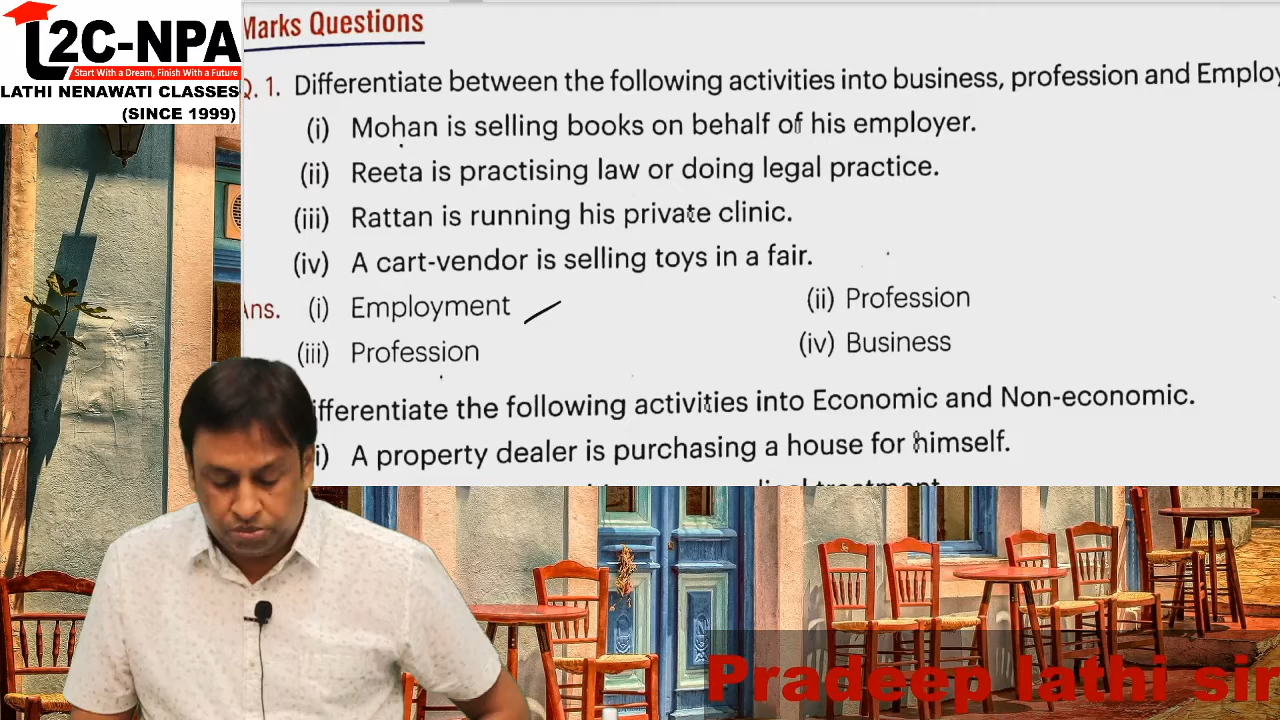 L2C-NPA
Start With a Dream, Finish With a Future
LATHI NENAWATI CLASSES
(SINCE 1999)
Marks Questions
Q. 1. Differentiate between the following activities into business, profession and Employ
(i) Mohan is selling books on behalf of his employer.
(ii) Reeta is practising law or doing legal practice.
(iii) Rattan is running his private clinic.
(iv) A cart-vendor is selling toys in a fair.
Ans. (i) Employment (ii) Profession
(iii) Profession (iv) Business
ifferentiate the following activities into Economic and Non-economic.
i) A property dealer is purchasing a house for himself.
treatment
Pradeep lathi sir